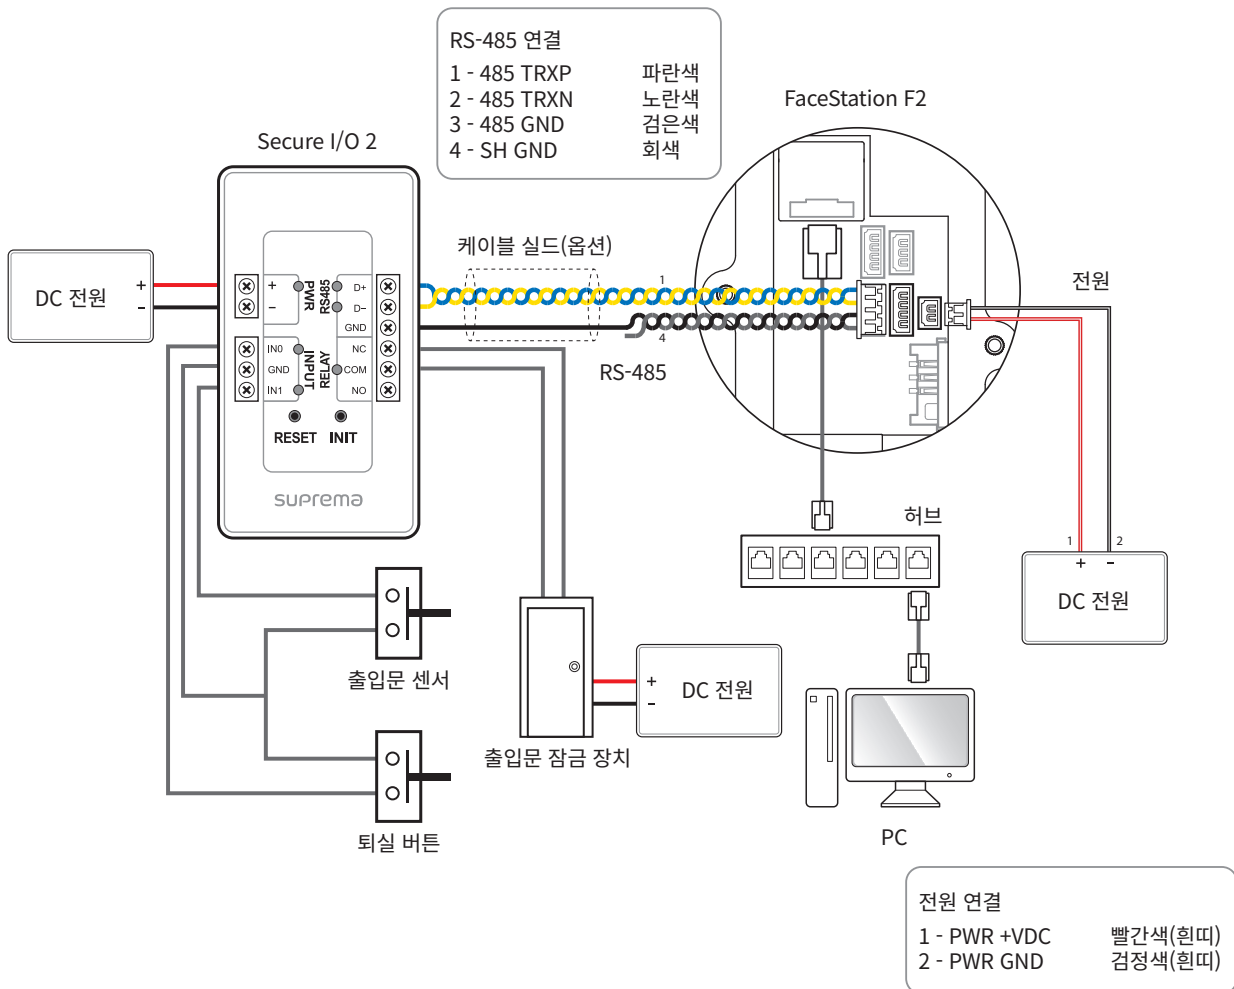 RS-485 연결
1 - 485 TRXP 파란색
2 - 485 TRXN 노란색
3 - 485 GND 검은색
4 - SH GND 회색
FaceStation F2
Secure I/O 2
케이블 실드(옵션)
전원
DC 전원
+
-
+
-
PWR
RS485
D+
D-
GND
IN0
GND
IN1
INPUT
RELAY
NC
COM
NO
RESET INIT
suprema
1
4
RS-485
허브
1
2
+
-
DC 전원
출입문 센서
출입문 잠금 장치
+
-
DC 전원
퇴실 버튼
PC
전원 연결
1 - PWR +VDC 빨간색(흰띠)
2 - PWR GND 검정색(흰띠)